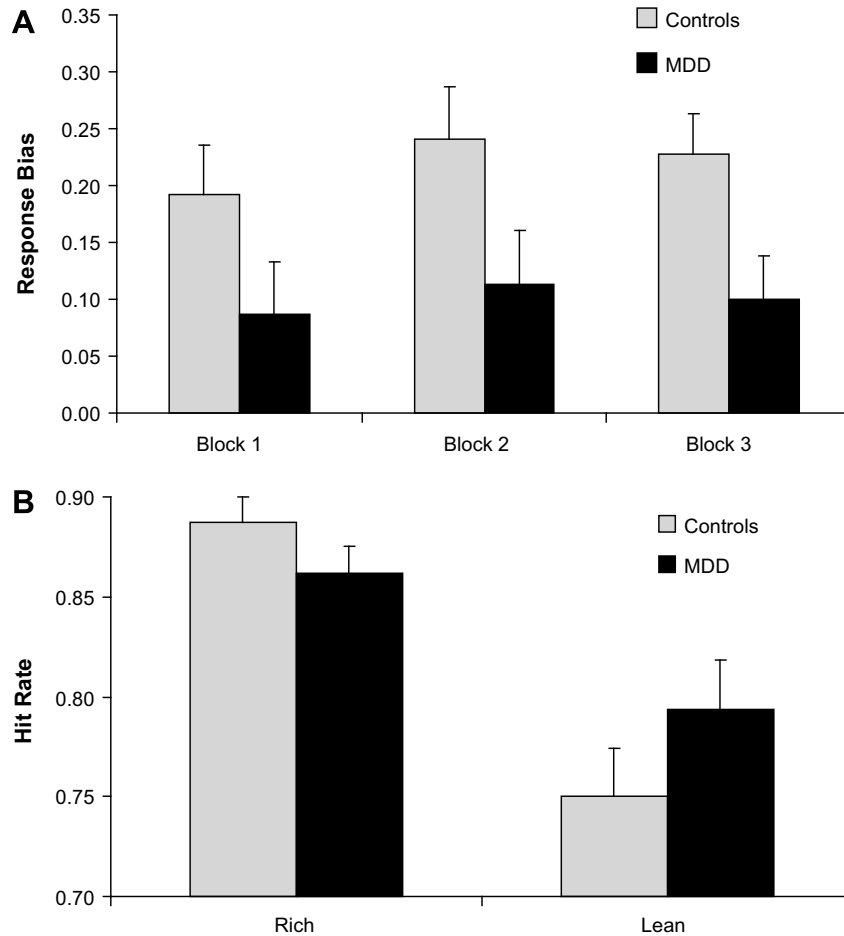 A
0.35
0.30
0.25
0.20
0.15
0.10
0.05
0.00
Response Bias
Controls
MDD
Block 1 Block 2 Block 3
B
0.90
0.85
0.80
0.75
0.70
Hit Rate
Controls
MDD
Rich Lean